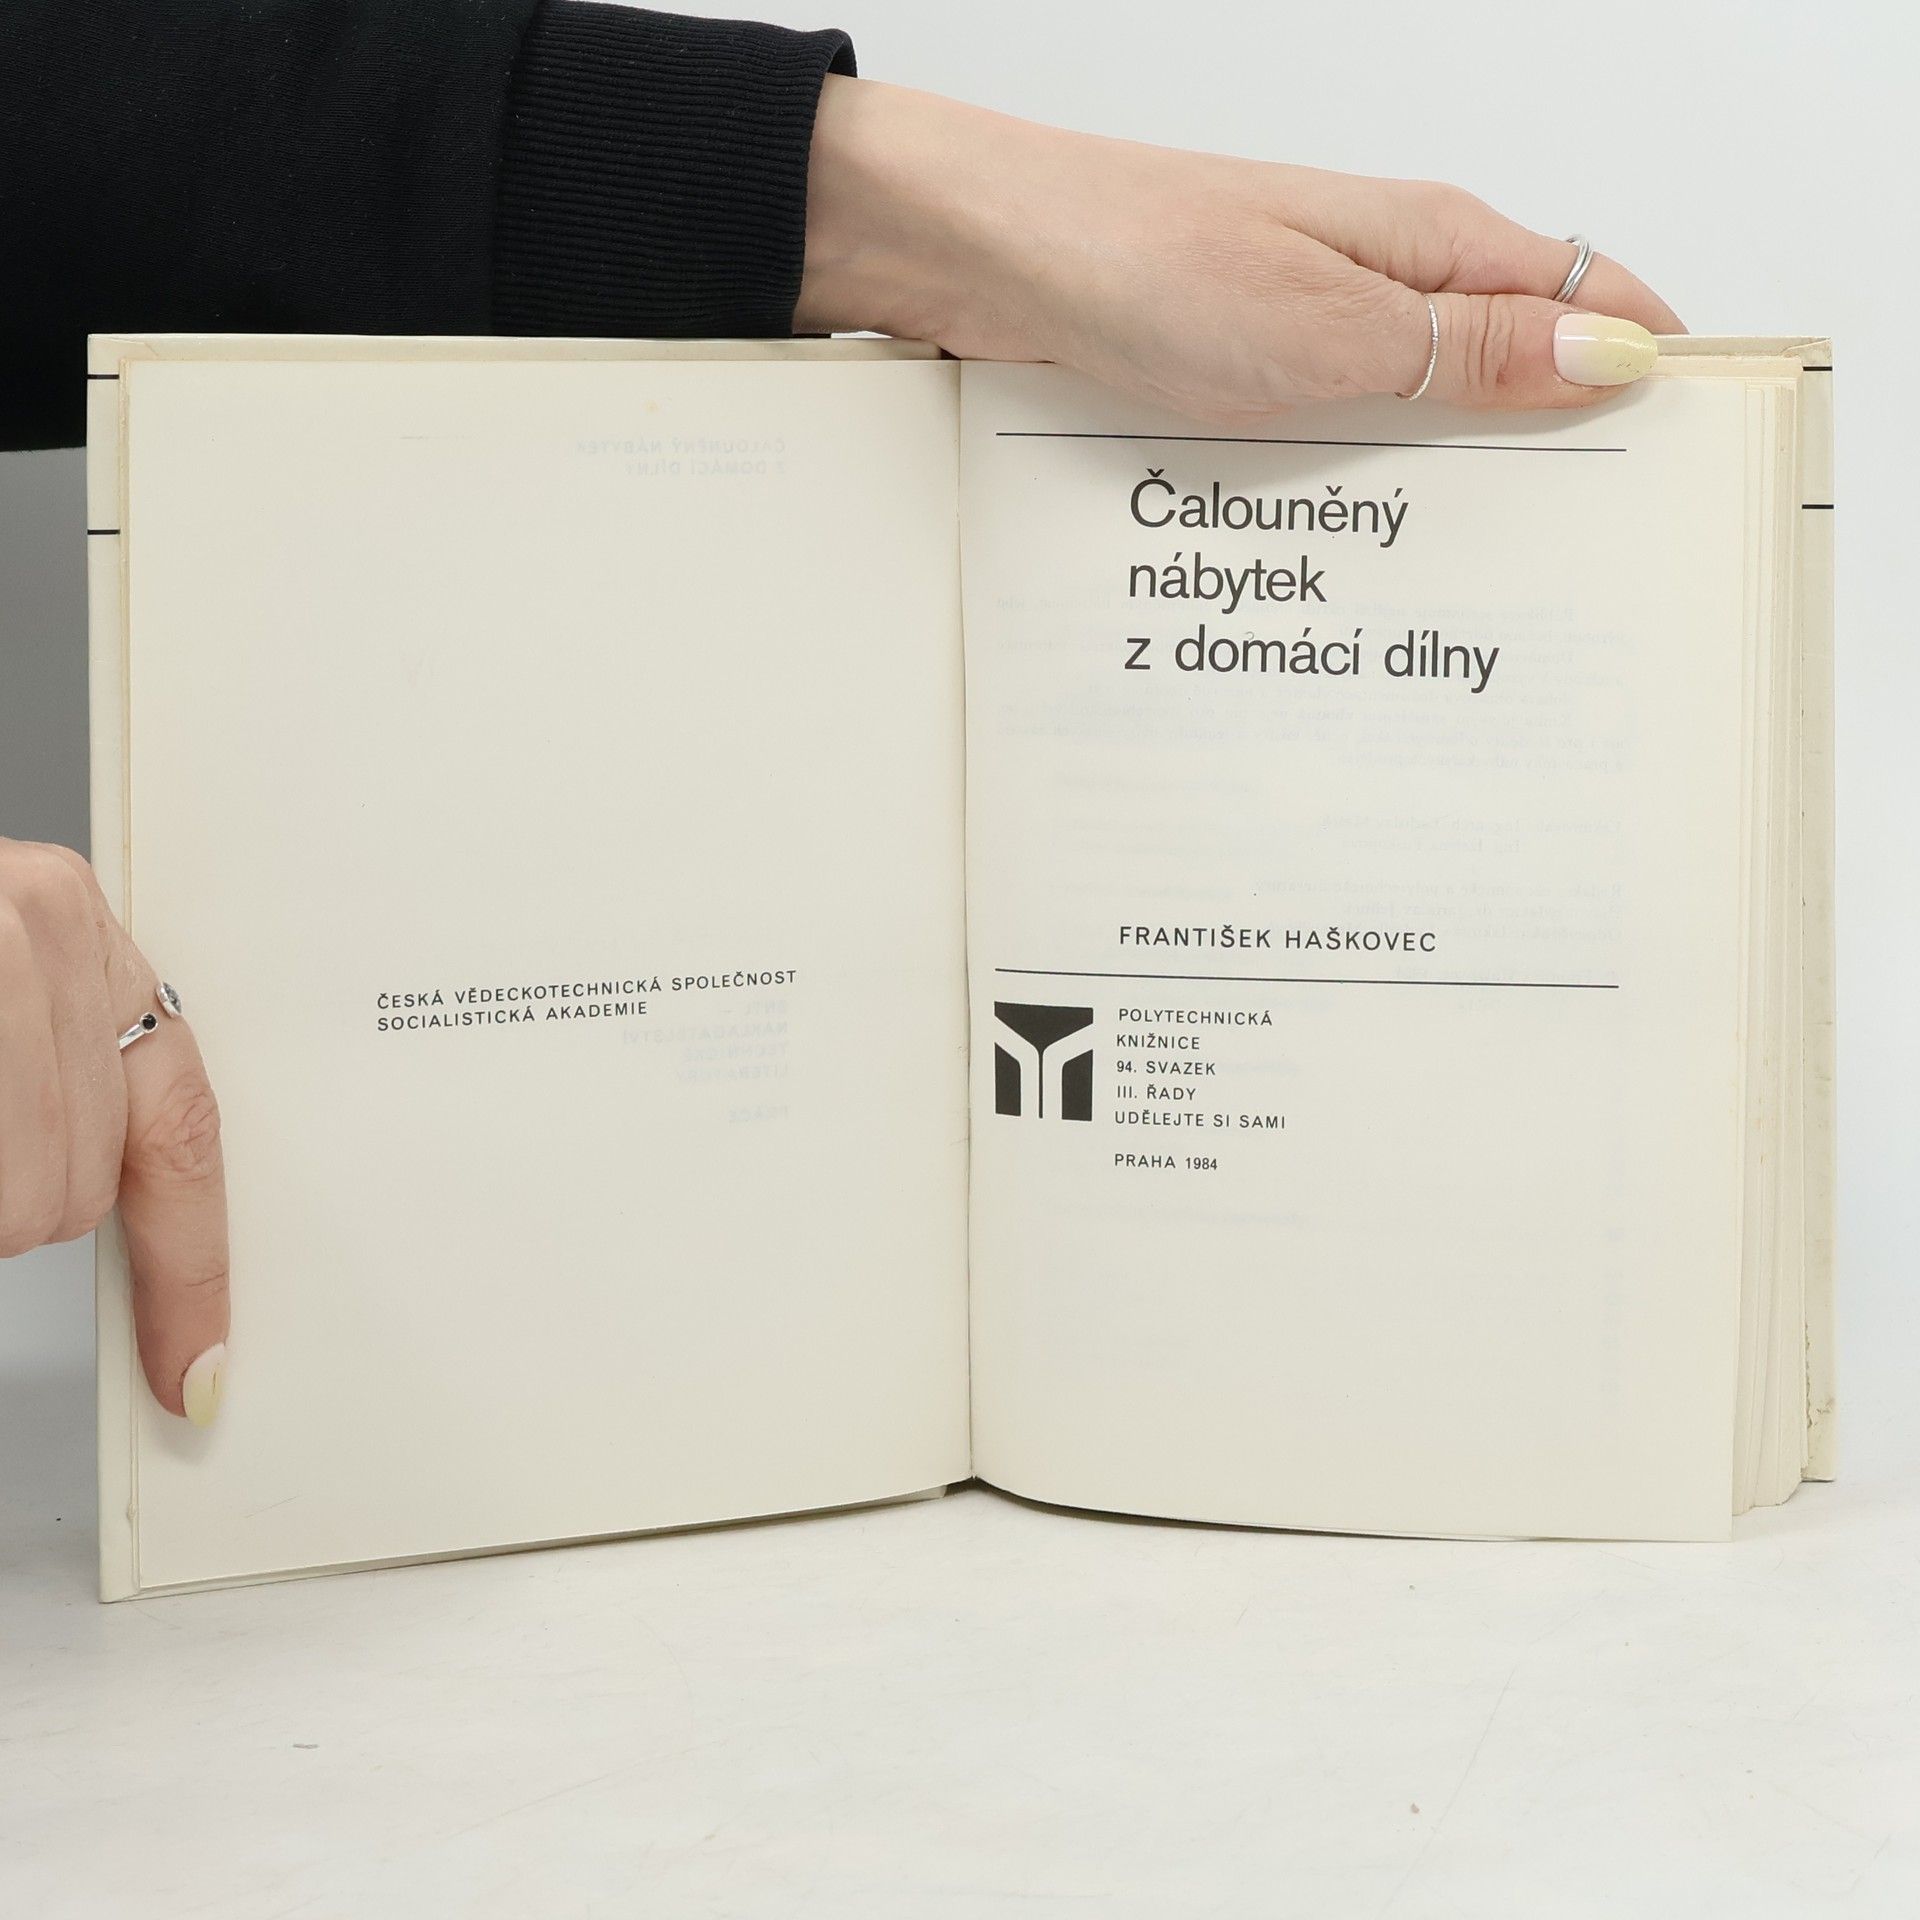 ČESKÁ VĚDECKOTECHNICKÁ SPOLEČNOST
SOCIALISTICKÁ AKADEMIE
Čalouněný
nábytek
z domácí dílny
FRANTIŠEK HAŠKOVEC
POLYTECHNICKÁ
KNIŽNICE
94. SVAZEK
III. ŘADY
UDĚLEJTE SI SAMI
PRAHA 1984